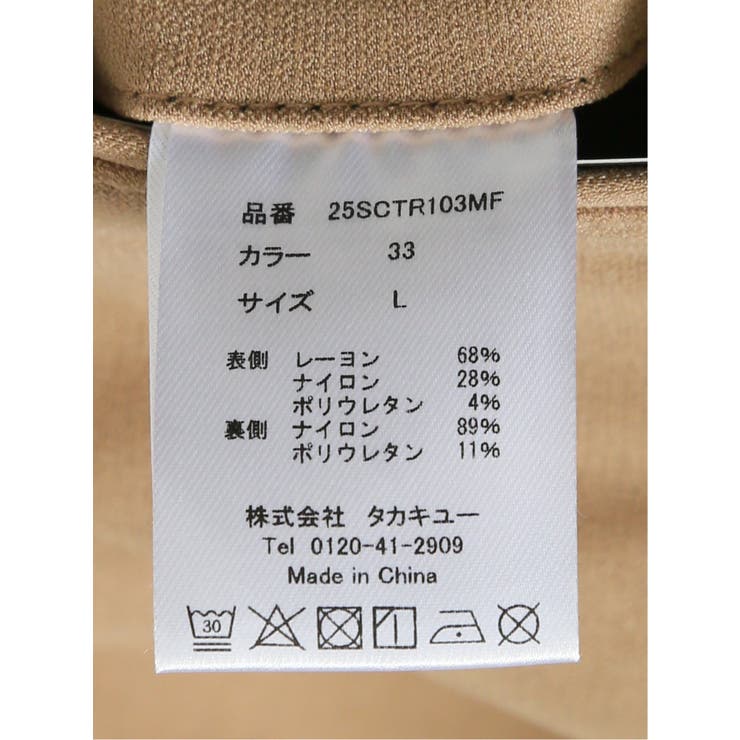 品番 25SCTR103MF
カラー 33
サイズ L
表側 レーヨン 68%
ナイロン 28%
ポリウレタン 4%
裏側 ナイロン 89%
ポリウレタン 11%
株式会社 タカキュー
Tel 0120-41-2909
Made in China
30